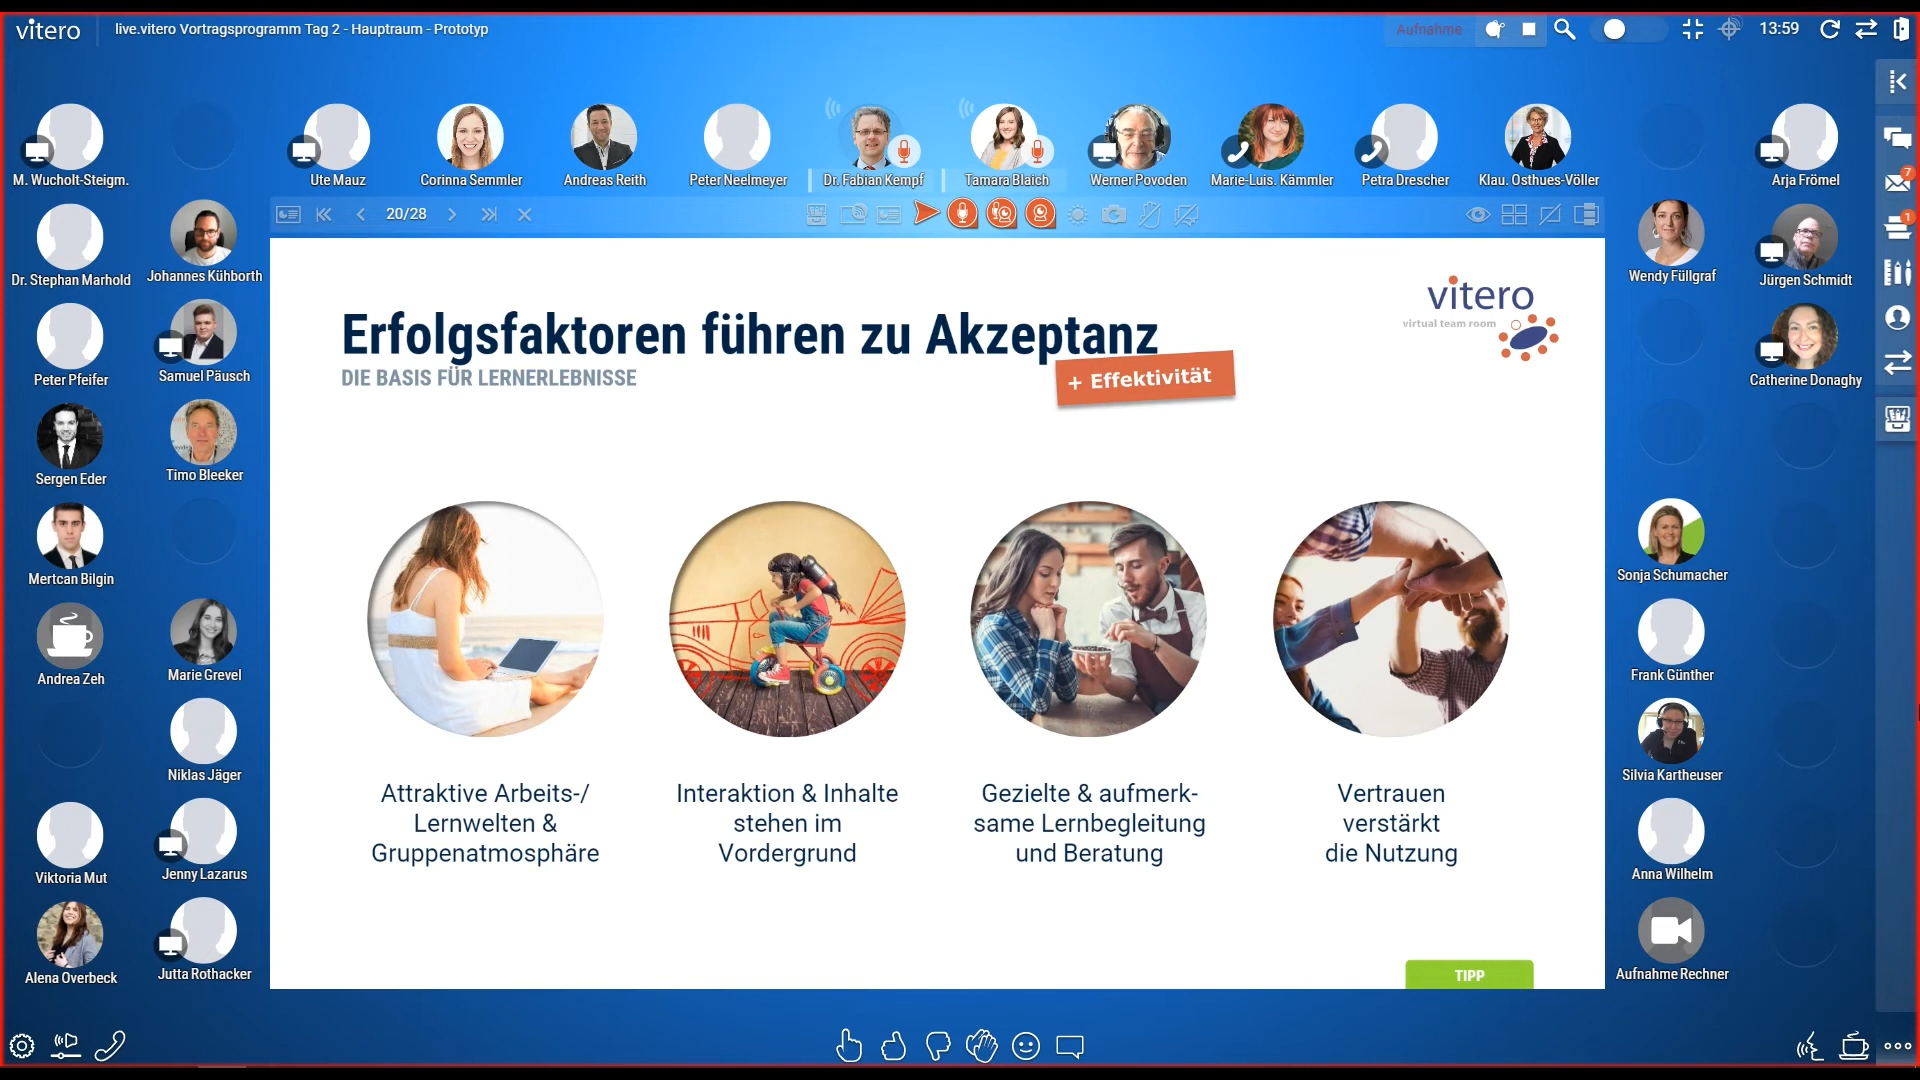 vitero
live.vitero Vortragsprogramm Tag 2 - Hauptraum - Prototyp
Aufnahme
13:59
M. Wucholt-Steigm.
Ute Mauz
Corinna Semmler
Andreas Reith
Peter Neelmeyer
Dr. Fabian Kempf
Tamara Blaich
Werner Povoden
Marie-Luis. Kämmler
Petra Drescher
Klau. Osthues-Völler
Arja Frömel
7
20/28
1
Dr. Stephan Marhold
Johannes Kühborth
Wendy Füllgraf
Jürgen Schmidt
Peter Pfeifer
Samuel Päusch
Catherine Donaghy
Sergen Eder
Timo Bleeker
Mertcan Bilgin
Sonja Schumacher
Andrea Zeh
Marie Grevel
Frank Günther
Niklas Jäger
Silvia Kartheuser
Viktoria Mut
Jenny Lazarus
Anna Wilhelm
Alena Overbeck
Jutta Rothacker
Aufnahme Rechner
vitero
virtual team room
Erfolgsfaktoren führen zu Akzeptanz
DIE BASIS FÜR LERNERLEBNISSE
+ Effektivität
Attraktive Arbeits-/
Lernwelten &
Gruppenatmosphäre
Interaktion & Inhalte
stehen im
Vordergrund
Gezielte & aufmerk-
same Lernbegleitung
und Beratung
Vertrauen
verstärkt
die Nutzung
TIPP